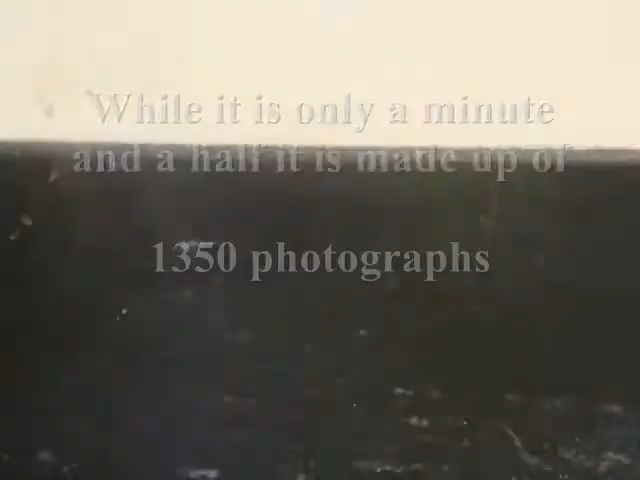 While it is only a minute
and a half it is made up of
1350 photographs